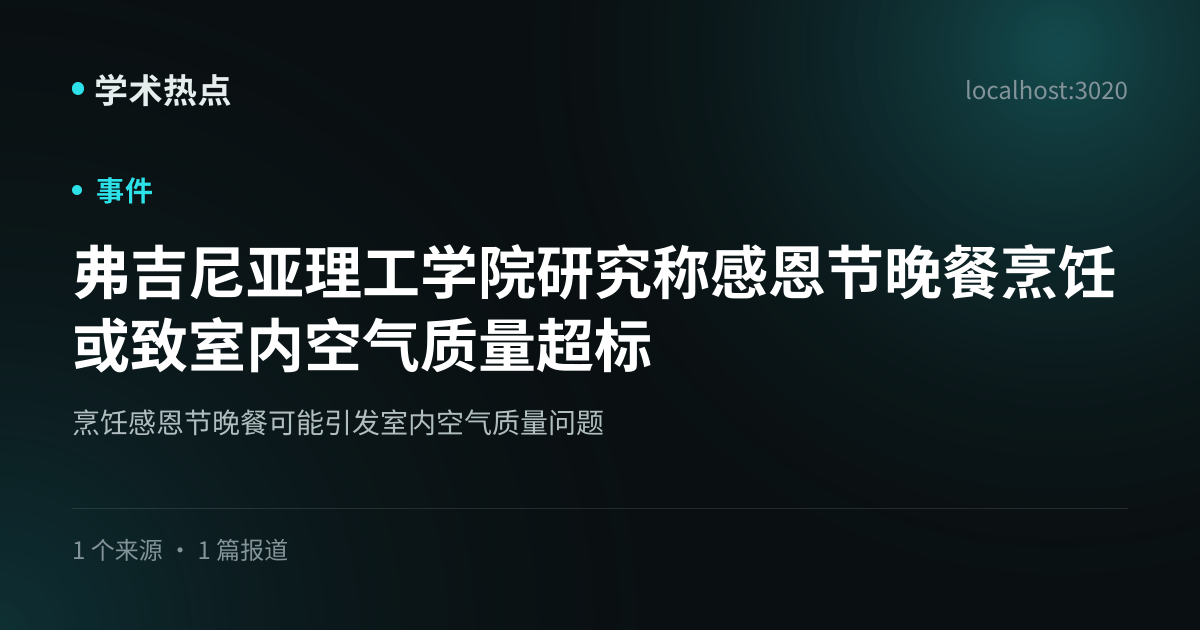 学术热点
localhost:3020
事件
弗吉尼亚理工学院研究称感恩节晚餐烹饪
或致室内空气质量超标
烹饪感恩节晚餐可能引发室内空气质量问题
1 个来源 · 1 篇报道